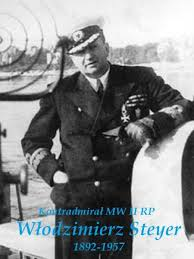 Kontradmirał MW II RP
Włodzimierz Steyer
1892-1957